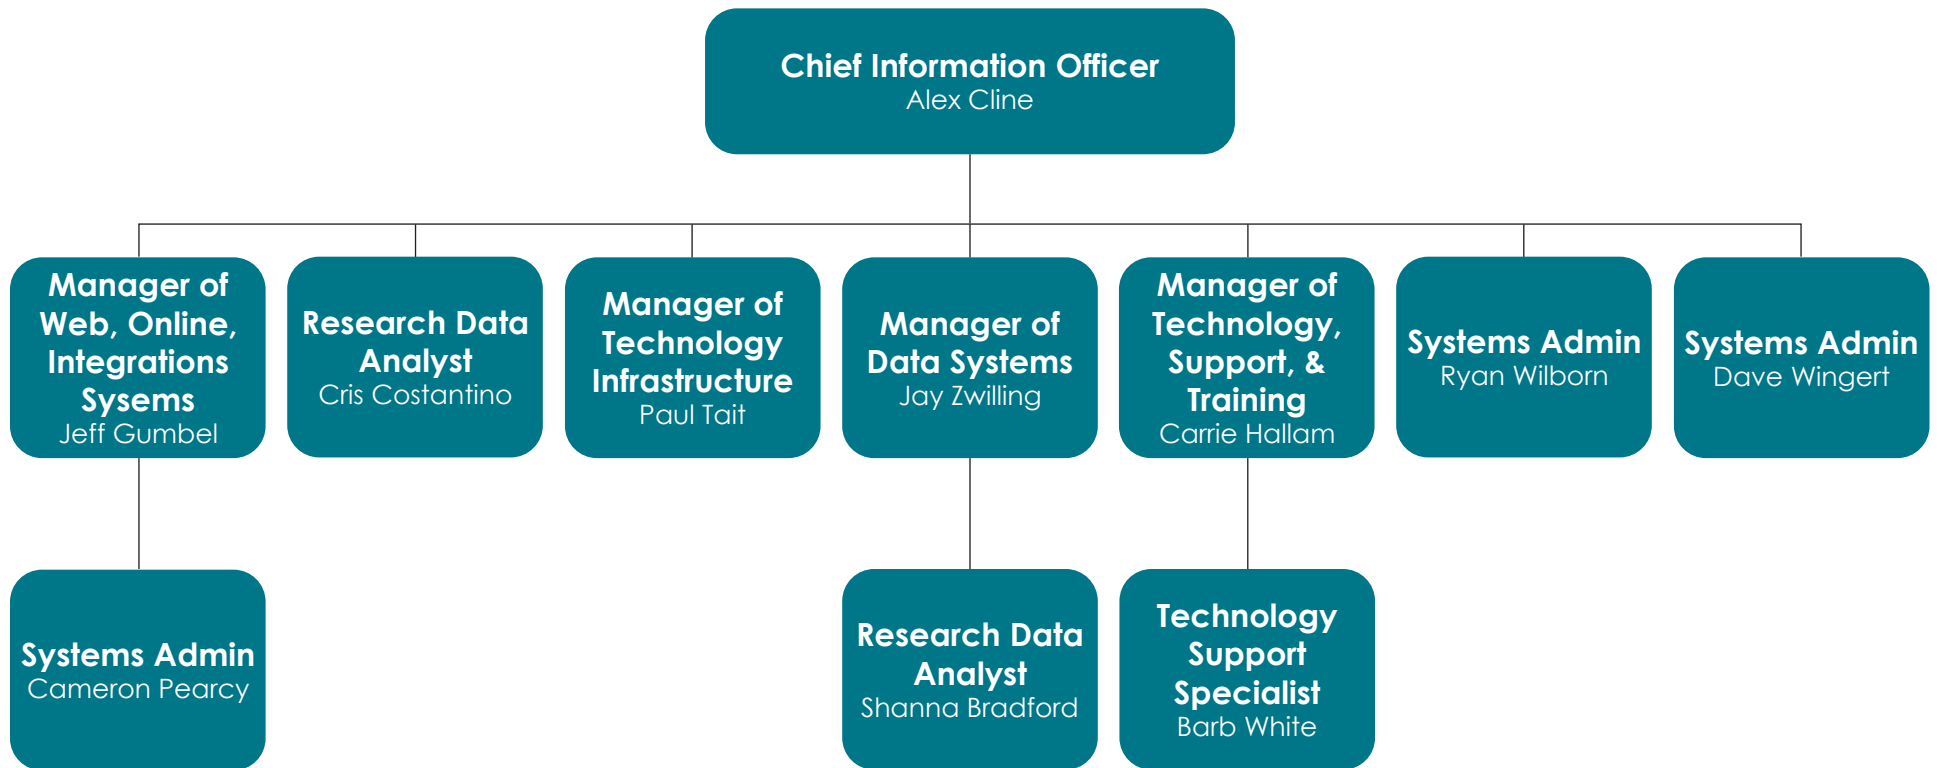 Chief Information Officer
Alex Cline
Manager of
Web, Online,
Integrations
Sysems
Jeff Gumbel
Research Data
Analyst
Cris Costantino
Manager of
Technology
Infrastructure
Paul Tait
Manager of
Data Systems
Jay Zwilling
Manager of
Technology,
Support, &
Training
Carrie Hallam
Systems Admin
Ryan Wilborn
Systems Admin
Dave Wingert
Systems Admin
Cameron Pearcy
Research Data
Analyst
Shanna Bradford
Technology
Support
Specialist
Barb White